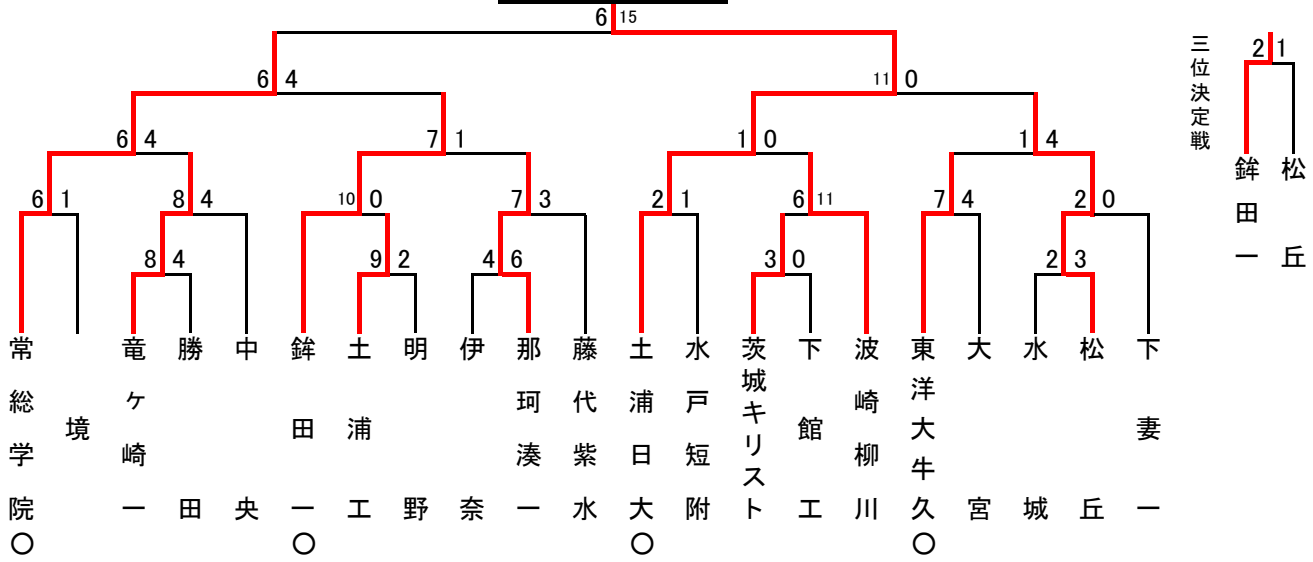 6 15
6 4
11 0
6 4
7 1
1 0
1 4
6 1
8 4
10 0
7 3
2 1
6 11
7 4
2 0
8 4
9 2
4 6
3 0
2 3
常総学院○
境
竜ヶ崎一
勝田
中央
鉾田一○
土浦工
明野
伊奈
那珂湊一
藤代紫水
土浦日大○
水戸短附
茨城キリスト
下館工
波崎柳川
東洋大牛久○
大宮
水城
松丘
下妻一
三位決定戦
2 1
鉾田一
松丘